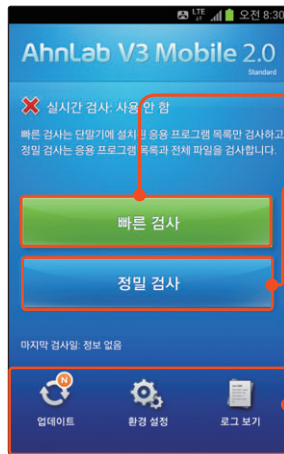 LTE 오전 8:30
AhnLab V3 Mobile 2.0
Standard
실시간 검사: 사용 안 함
빠른 검사는 단말기에 설치된 응용 프로그램 목록만 검사하고
정밀 검사는 응용 프로그램 목록과 전체 파일을 검사합니다.
빠른 검사
정밀 검사
마지막 검사일: 정보 없음
N
업데이트 환경 설정 로그 보기